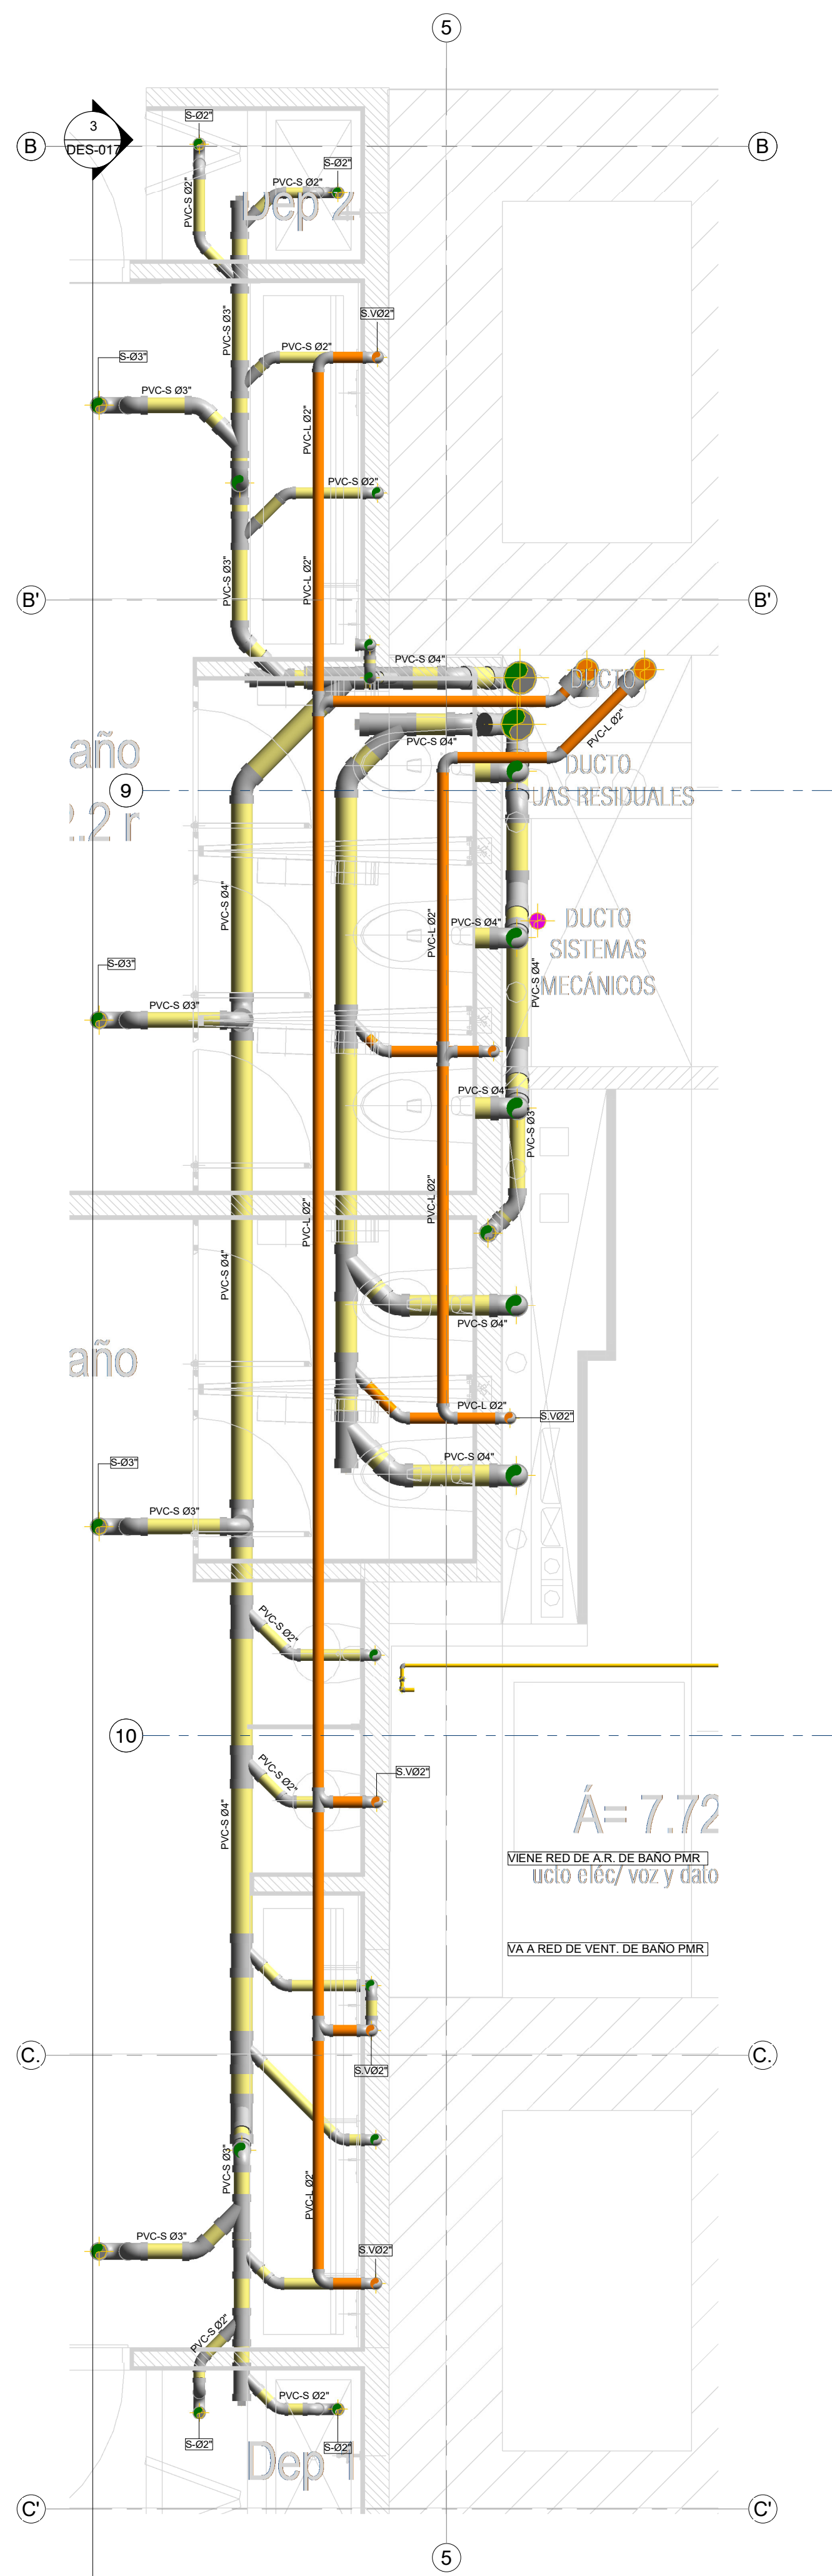 5
3
DES-017
B
B
S-Ø2"
S-Ø2"
PVC-S Ø2"
PVC-S Ø2"
Dep 2
S.VØ2"
PVC-S Ø3"
PVC-S Ø2"
S-Ø3"
PVC-S Ø3"
PVC-L Ø2"
PVC-S Ø2"
PVC-S Ø3"
PVC-L Ø2"
B'
B'
PVC-S Ø4"
DUCTO
PVC-L Ø2"
PVC-S Ø4"
año
DUCTO
UAS RESIDUALES
9
2.2
PVC-S Ø4"
PVC-L Ø2"
PVC-S Ø4"
DUCTO
SISTEMAS
MECÁNICOS
PVC-S Ø4"
S-Ø3"
PVC-S Ø3"
PVC-S Ø4"
PVC-S Ø3"
PVC-L Ø2"
PVC-L Ø2"
PVC-S Ø4"
PVC-S Ø4"
año
PVC-L Ø2"
S.VØ2"
PVC-S Ø4"
S-Ø3"
PVC-S Ø3"
PVC-S Ø2"
10
PVC-S Ø2"
S.VØ2"
PVC-S Ø4"
Á= 7.72
VIENE RED DE A.R. DE BAÑO PMR
ucto eléc/ voz y dato
VA A RED DE VENT. DE BAÑO PMR
C.
C.
S.VØ2"
PVC-S Ø3"
PVC-L Ø2"
PVC-S Ø3"
S.VØ2"
PVC-S Ø2"
PVC-S Ø2"
S-Ø2"
S-Ø2"
Dep 1
C'
C'
5